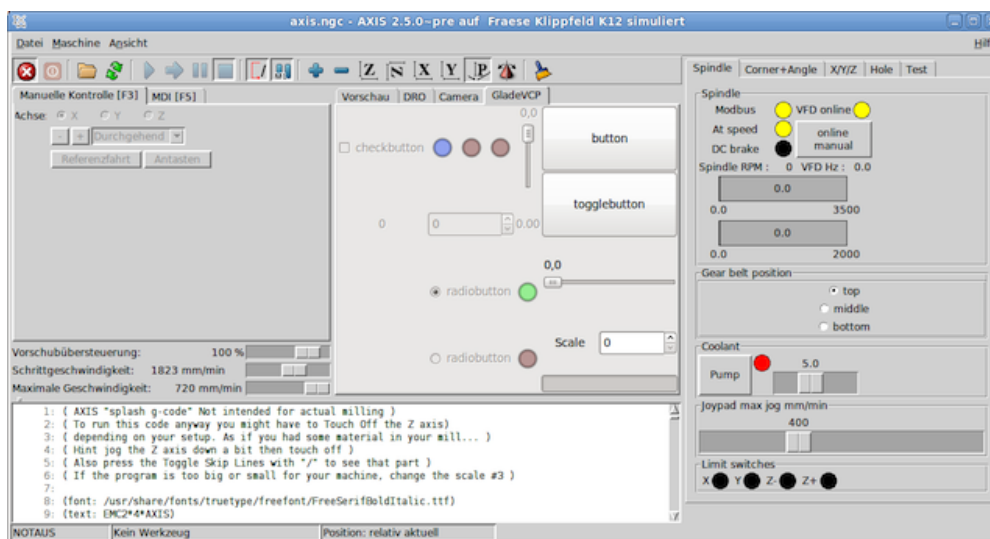 axis.ngc - AXIS 2.5.0~pre auf Fraese Klippfeld K12 simuliert
Datei Maschine Ansicht
Hilf
Z N X Y P
Manuelle Kontrolle [F3] MDI [F5]
Achse: X Y Z
- + Durchgehend
Referenzfahrt Antasten
Vorschau DRO Camera GladeVCP
0,0
checkbutton
button
togglebutton
0 0 0.00
0,0
radiobutton
Scale 0
radiobutton
Vorschubübersteuerung: 100 %
Schrittgeschwindigkeit: 1823 mm/min
Maximale Geschwindigkeit: 720 mm/min
Spindle Corner+Angle X/Y/Z Hole Test
Spindle
Modbus VFD online
At speed
online manual
DC brake
Spindle RPM : 0 VFD Hz : 0.0
0.0
0.0 3500
0.0
0.0 2000
Gear belt position
top
middle
bottom
Coolant
Pump 5.0
Joypad max jog mm/min
400
Limit switches
X Y Z- Z+
1: ( AXIS "splash g-code" Not intended for actual milling )
2: ( To run this code anyway you might have to Touch Off the Z axis)
3: ( depending on your setup. As if you had some material in your mill... )
4: ( Hint jog the Z axis down a bit then touch off )
5: ( Also press the Toggle Skip Lines with "/" to see that part )
6: ( If the program is too big or small for your machine, change the scale #3 )
7:
8: (font: /usr/share/fonts/truetype/freefont/FreeSerifBoldItalic.ttf)
9: (text: EMC2*4*AXIS)
NOTAUS Kein Werkzeug Position: relativ aktuell